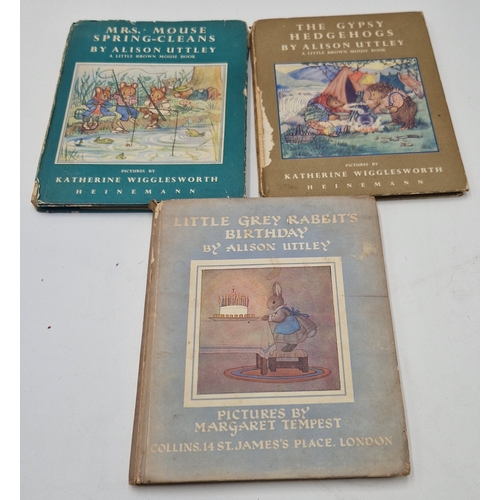 MRS. MOUSE
SPRING-CLEANS
BY ALISON UTTLEY
A LITTLE BROWN MOUSE BOOK
PICTURES BY
KATHERINE WIGGLESWORTH
HEINEMANN
THE GYPSY
HEDGEHOGS
BY ALISON UTTLEY
A LITTLE BROWN MOUSE BOOK
PICTURES BY
KATHERINE WIGGLESWORTH
HEINEMANN
LITTLE GREY RABBIT'S
BIRTHDAY
BY ALISON UTTLEY
PICTURES BY
MARGARET TEMPEST
COLLINS. 14 ST. JAMES'S PLACE. LONDON